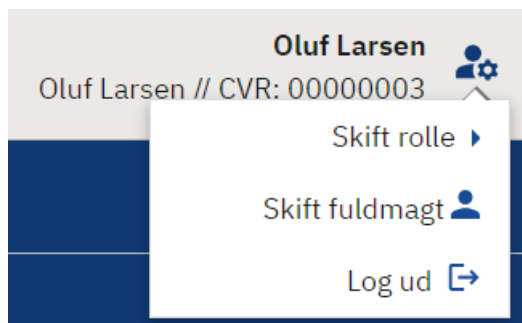 Oluf Larsen
Oluf Larsen // CVR: 00000003
Skift rolle
Skift fuldmagt
Log ud